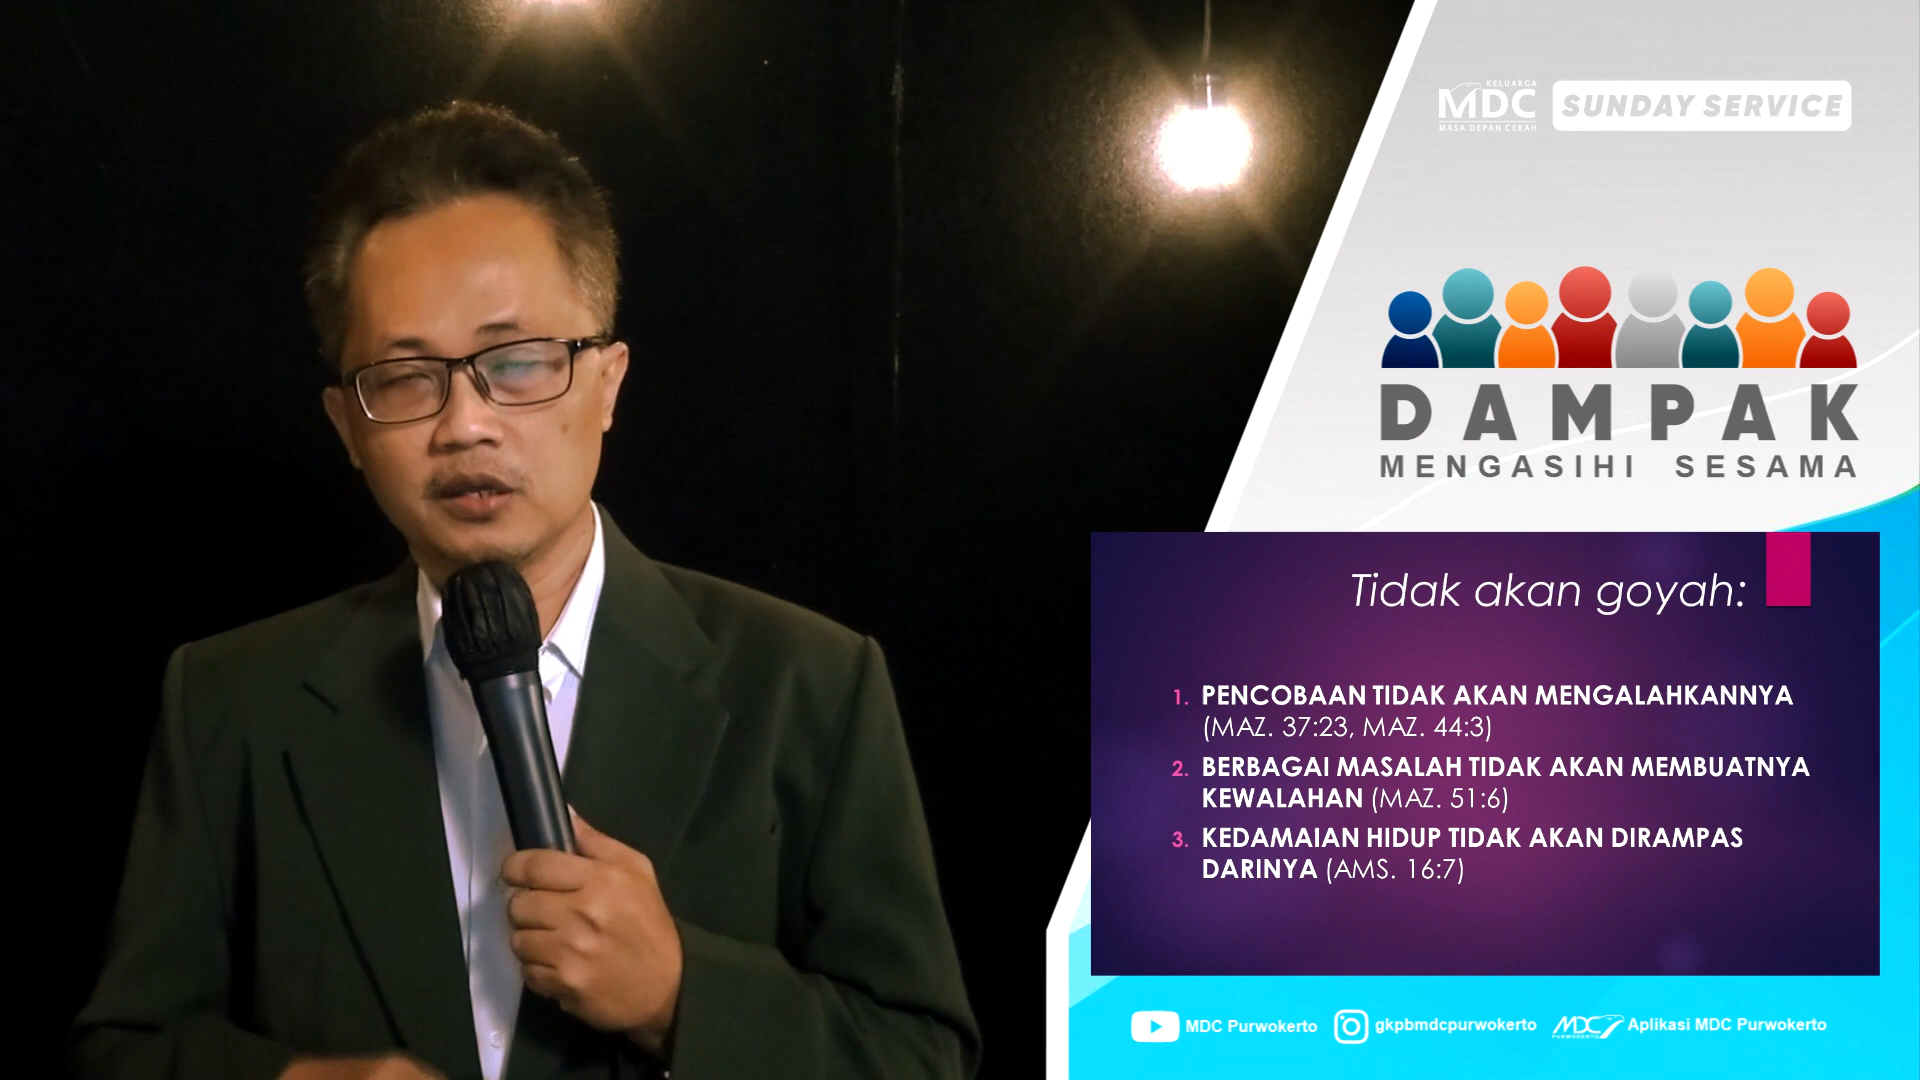 KELUARGA
MDC
MASA DEPAN CERAH
SUNDAY SERVICE
DAMPAK
MENGASIHI SESAMA
Tidak akan goyah:
1. PENCOBAAN TIDAK AKAN MENGALAHKANNYA
(MAZ. 37:23, MAZ. 44:3)
2. BERBAGAI MASALAH TIDAK AKAN MEMBUATNYA
KEWALAHAN (MAZ. 51:6)
3. KEDAMAIAN HIDUP TIDAK AKAN DIRAMPAS
DARINYA (AMS. 16:7)
MDC Purwokerto
gkpbmdcpurwokerto
MDC
PURWOKERTO
Aplikasi MDC Purwokerto